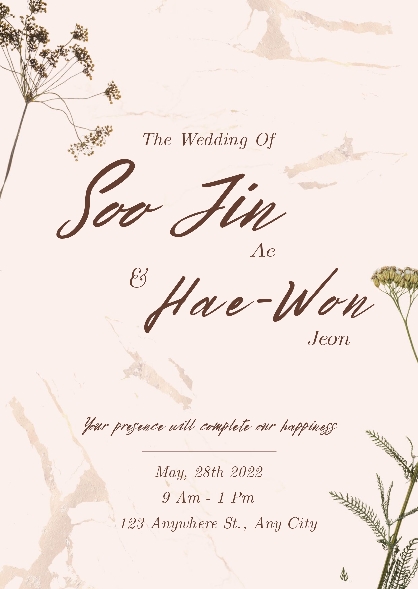 The Wedding Of
Soo Jin
Ae
&
Hae-Won
Jeon
Your presence will complete our happiness
May, 28th 2022
9 Am - 1 Pm
123 Anywhere St., Any City